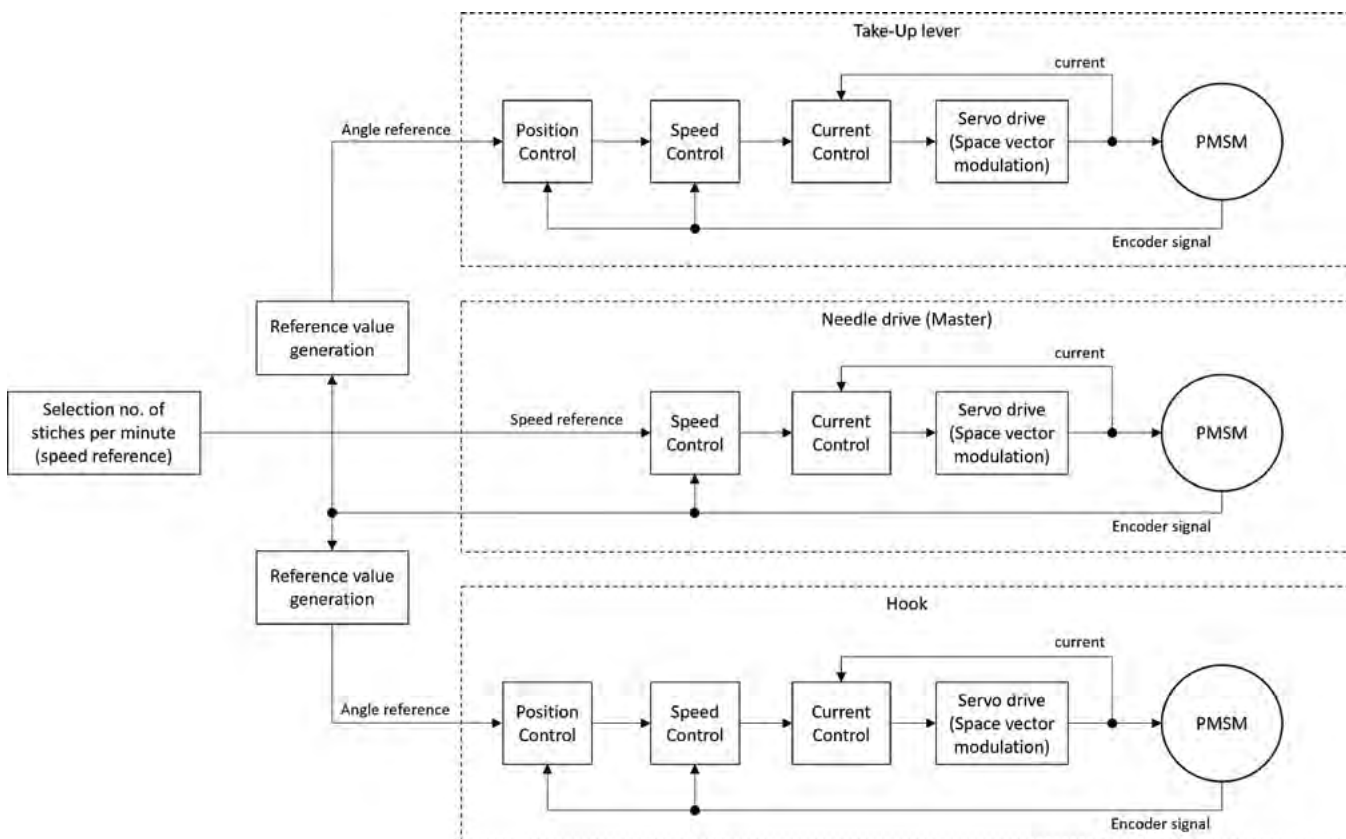 Take-Up lever
current
Angle reference
Position
Control
Speed
Control
Current
Control
Servo drive
(Space vector
modulation)
PMSM
Encoder signal
Reference value
generation
Needle drive (Master)
current
Selection no. of
stiches per minute
(speed reference)
Speed reference
Speed
Control
Current
Control
Servo drive
(Space vector
modulation)
PMSM
Encoder signal
Reference value
generation
Hook
current
Angle reference
Position
Control
Speed
Control
Current
Control
Servo drive
(Space vector
modulation)
PMSM
Encoder signal